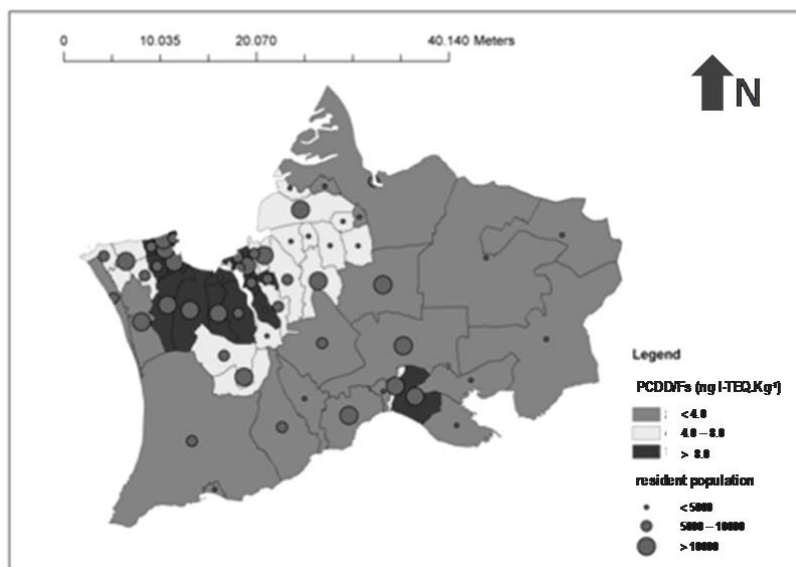 0 10.035 20.070 40.140 Meters
N
Legend
PCDD/Fs (ng I-TEQ.Kg⁻¹)
< 4.0
4.0 – 8.0
> 8.0
resident population
< 5000
5000 – 10000
> 10000